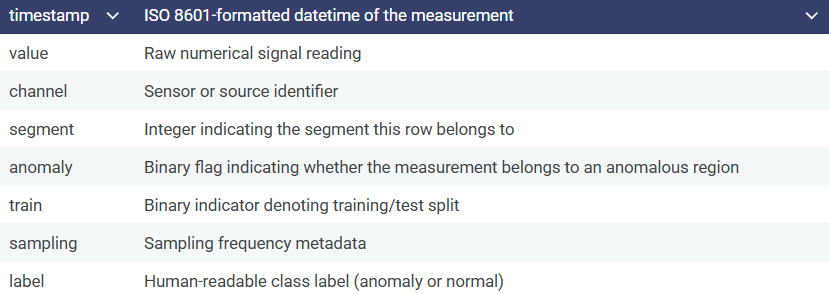 timestamp ISO 8601-formatted datetime of the measurement
value Raw numerical signal reading
channel Sensor or source identifier
segment Integer indicating the segment this row belongs to
anomaly Binary flag indicating whether the measurement belongs to an anomalous region
train Binary indicator denoting training/test split
sampling Sampling frequency metadata
label Human-readable class label (anomaly or normal)